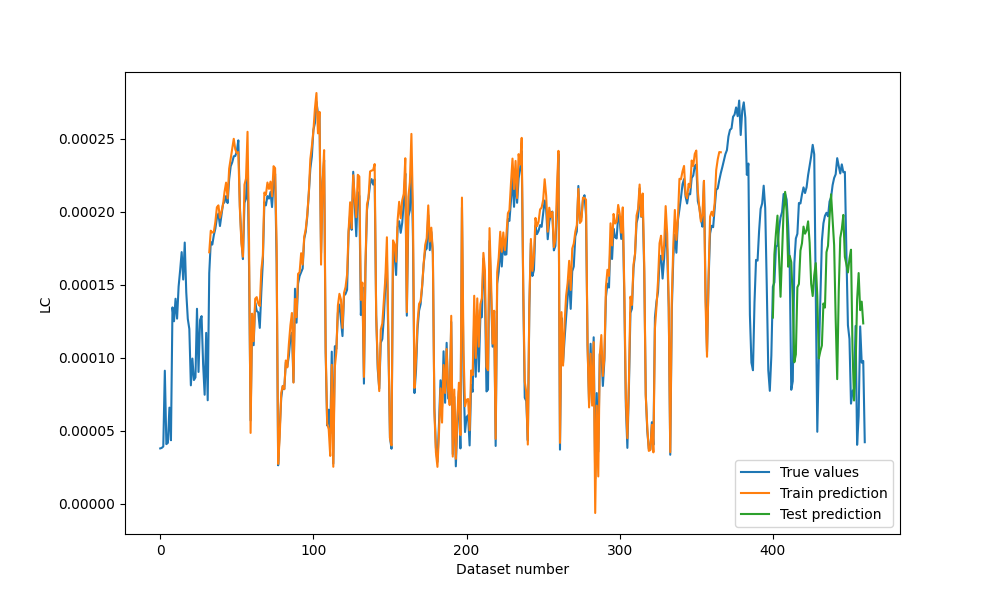 LC
0.00025
0.00020
0.00015
0.00010
0.00005
0.00000
0 100 200 300 400
Dataset number
True values
Train prediction
Test prediction